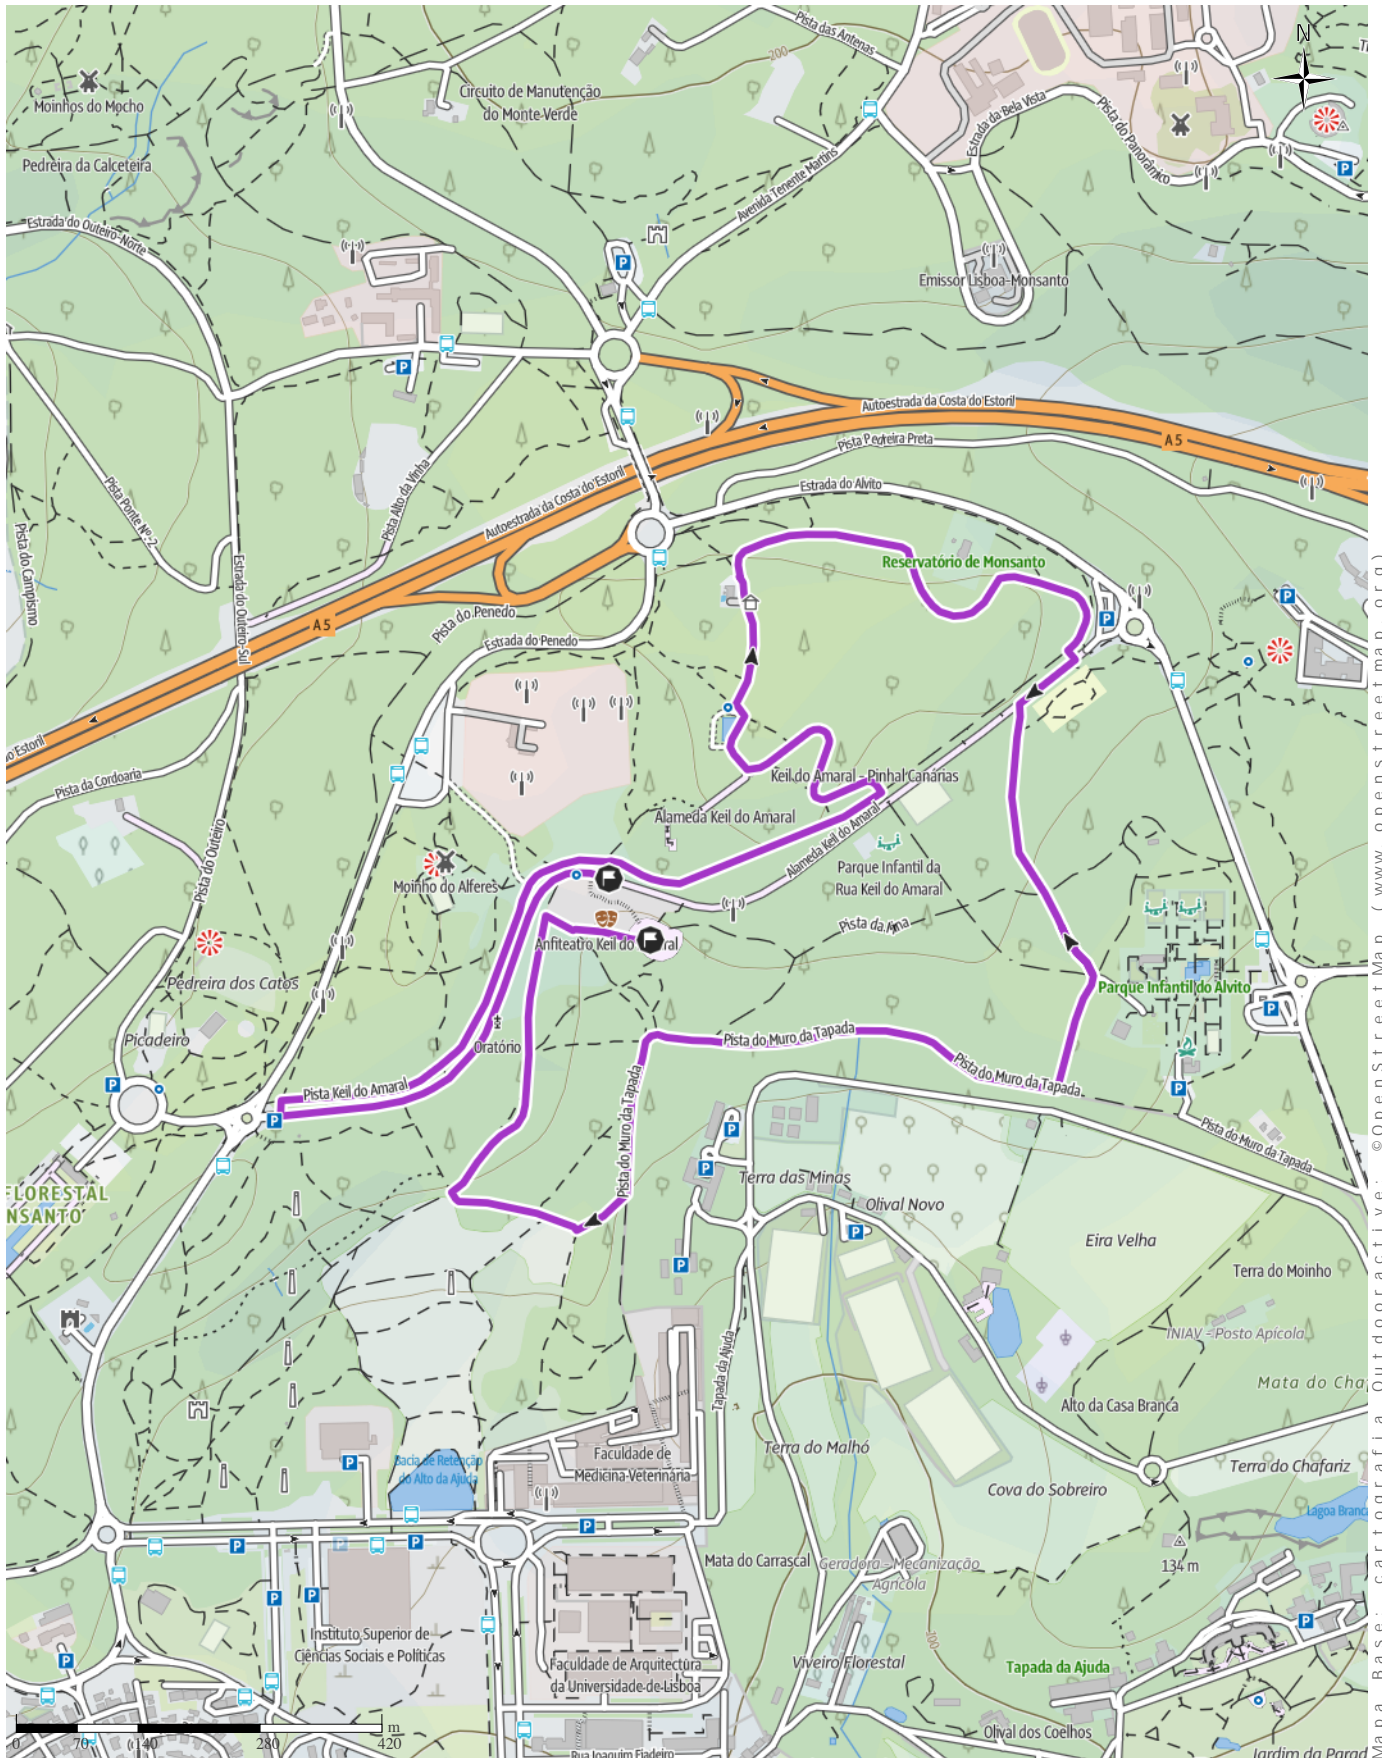 Pista das Antenas
200
N
Moinhos do Mocho
Circuito de Manutenção
do Monte Verde
Estrada da Bela Vista
Pista do Panorâmico
Pedreira da Calceteira
Avenida Tenente Martins
Estrada do Outeiro-Norte
Emissor Lisboa-Monsanto
Autoestrada da Costa do Estoril
A 5
Pista Pedreira Preta
Pista Alto da Vinha
Autoestrada da Costa do Estoril
Estrada do Alvito
Pista Ponte Nº 2
Pista do Campismo
Estrada do Outeiro-Sul
Reservatório de Monsanto
A 5
Pista do Penedo
Estrada do Penedo
o Estoril
Pista da Cordoaria
Keil do Amaral - Pinhal Canárias
Alameda Keil do Amaral
Alameda Keil do Amaral
Pista do Outeiro
Parque Infantil da
Rua Keil do Amaral
Moinho do Alferes
Pista da
Anfiteatro Keil do
ral
Pedreira dos Catos
Parque Infantil do Alvito
Picadeiro
Oratório
Pista do Muro da Tapada
Pista Keil do Amaral
Pista do Muro da Tapada
Pista do Muro da Tapada
Pista do Muro da Tapada
Terra das Minas
Olival Novo
FLORESTAL
NSANTO
Eira Velha
Terra do Moinho
INIAV - Posto Apícola
Tapada da Ajuda
Mata do Cha
Alto da Casa Branca
Terra do Malhó
Faculdade de
Medicina Veterinária
Bacia de Retenção
do Alto da Ajuda
Terra do Chafariz
Cova do Sobreiro
Lagoa Branca
Mata do Carrascal
Geradora - Mecanização
Agrícola
134 m
Instituto Superior de
Ciências Sociais e Políticas
100
Faculdade de Arquitectura
da Universidade de Lisboa
Viveiro Florestal
Tapada da Ajuda
Olival dos Coelhos
Rua Joaquim Fiadeiro
Jardim da Parad
0 70 140 280 420 m
Mapa Base: cartografia Outdooractive; ©OpenStreetMap (www.openstreetmap.org)